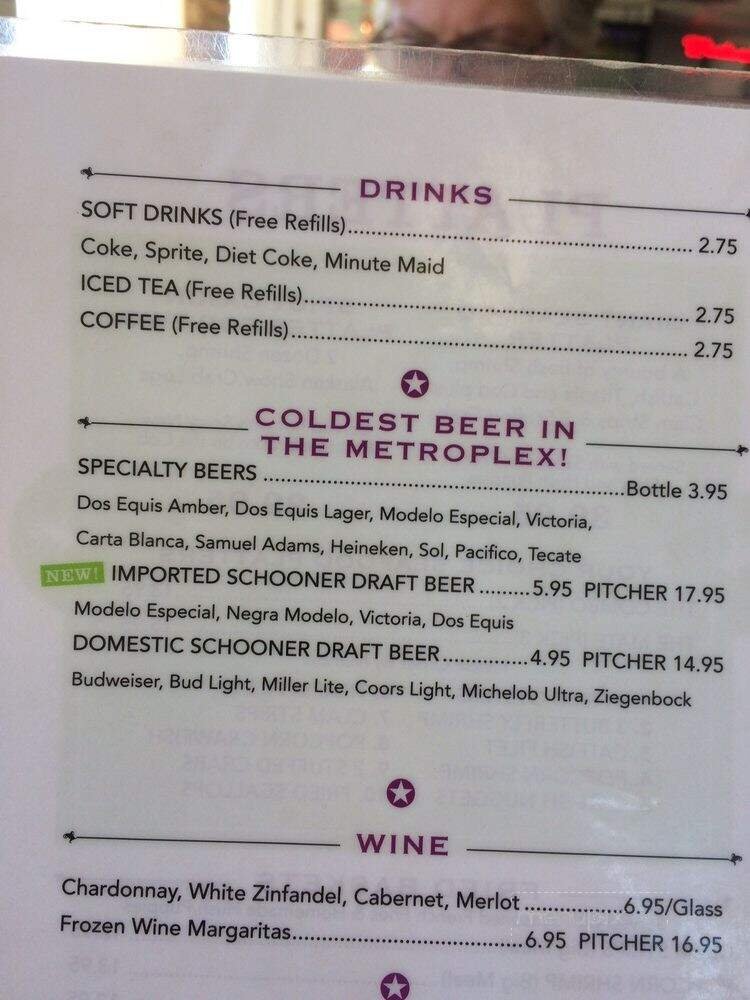 DRINKS
SOFT DRINKS (Free Refills)........................................................ 2.75
Coke, Sprite, Diet Coke, Minute Maid
ICED TEA (Free Refills)................................................................ 2.75
COFFEE (Free Refills)................................................................... 2.75
COLDEST BEER IN
THE METROPLEX!
SPECIALTY BEERS ............................................................Bottle 3.95
Dos Equis Amber, Dos Equis Lager, Modelo Especial, Victoria,
Carta Blanca, Samuel Adams, Heineken, Sol, Pacifico, Tecate
NEW! IMPORTED SCHOONER DRAFT BEER .........5.95 PITCHER 17.95
Modelo Especial, Negra Modelo, Victoria, Dos Equis
DOMESTIC SCHOONER DRAFT BEER...............4.95 PITCHER 14.95
Budweiser, Bud Light, Miller Lite, Coors Light, Michelob Ultra, Ziegenbock
WINE
Chardonnay, White Zinfandel, Cabernet, Merlot .................6.95/Glass
Frozen Wine Margaritas.........................................6.95 PITCHER 16.95